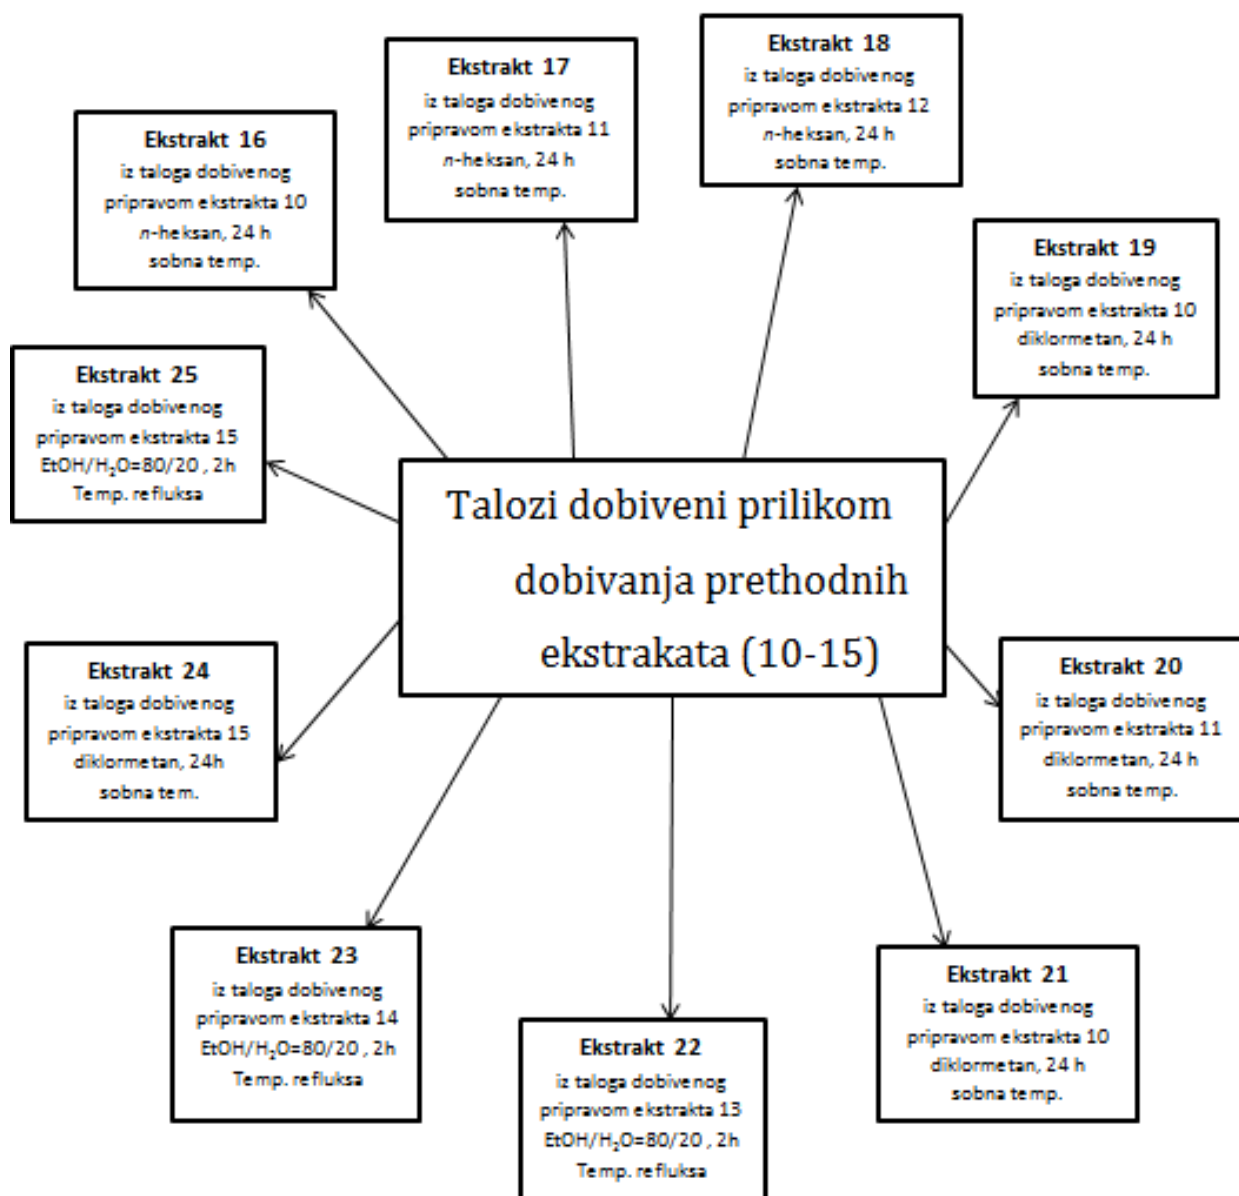 Ekstrakt 18
iz taloga dobivenog
pripravom ekstrakta 12
n-heksan, 24 h
sobna temp.
Ekstrakt 17
iz taloga dobivenog
pripravom ekstrakta 11
n-heksan, 24 h
sobna temp.
Ekstrakt 16
iz taloga dobivenog
pripravom ekstrakta 10
n-heksan, 24 h
sobna temp.
Ekstrakt 19
iz taloga dobivenog
pripravom ekstrakta 10
diklormetan, 24 h
sobna temp.
Ekstrakt 25
iz taloga dobivenog
pripravom ekstrakta 15
EtOH/H₂O=80/20 , 2h
Temp. refluksa
Talozi dobiveni prilikom
dobivanja prethodnih
ekstrakata (10-15)
Ekstrakt 24
iz taloga dobivenog
pripravom ekstrakta 15
diklormetan, 24h
sobna tem.
Ekstrakt 20
iz taloga dobivenog
pripravom ekstrakta 11
diklormetan, 24 h
sobna temp.
Ekstrakt 23
iz taloga dobivenog
pripravom ekstrakta 14
EtOH/H₂O=80/20 , 2h
Temp. refluksa
Ekstrakt 22
iz taloga dobivenog
pripravom ekstrakta 13
EtOH/H₂O=80/20 , 2h
Temp. refluksa
Ekstrakt 21
iz taloga dobivenog
pripravom ekstrakta 10
diklormetan, 24 h
sobna temp.